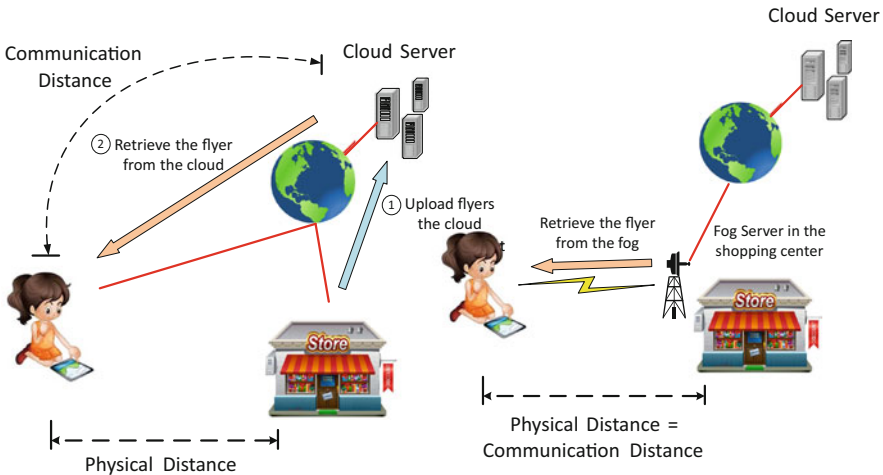 Communication
Distance
Cloud Server
2 Retrieve the flyer
from the cloud
1 Upload flyers
the cloud
Store
Physical Distance
Cloud Server
Retrieve the flyer
from the fog
t
Fog Server in the
shopping center
Store
Physical Distance =
Communication Distance